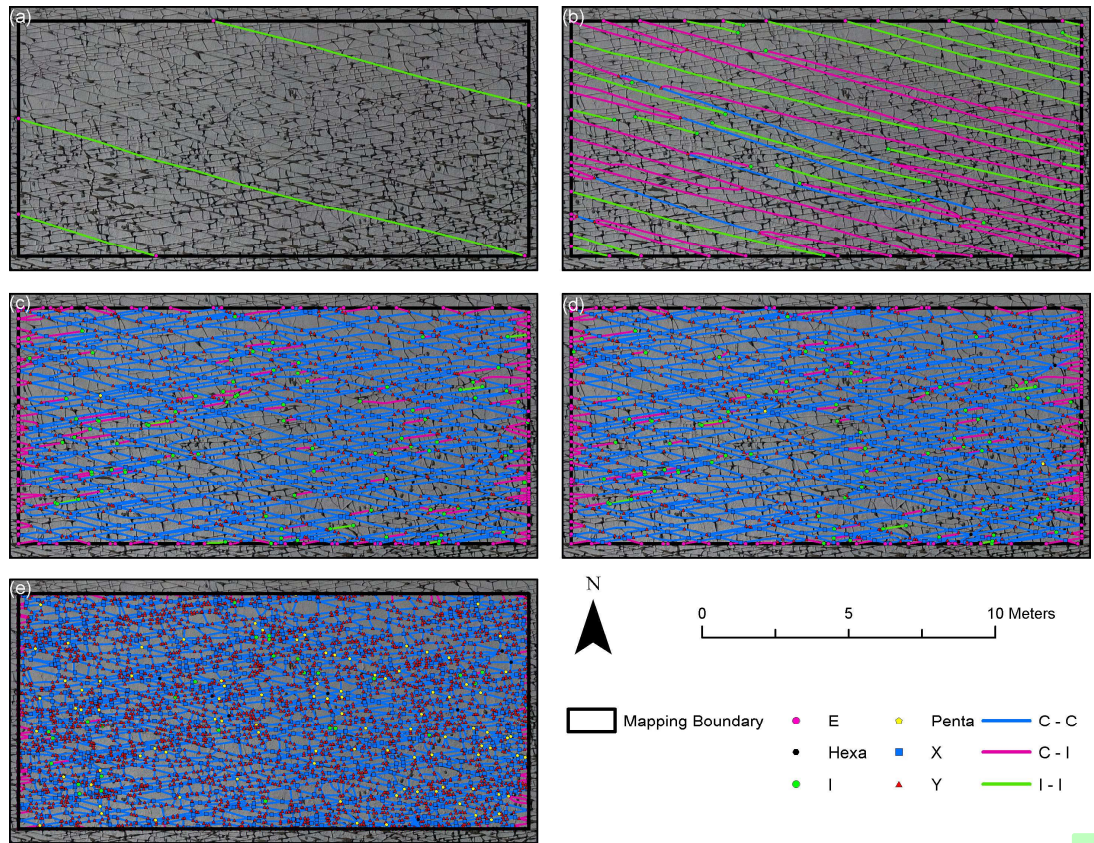 (a)
(b)
(c)
(d)
(e)
N
0 5 10 Meters
Mapping Boundary
E
Penta
C - C
Hexa
X
C - I
I
Y
I - I